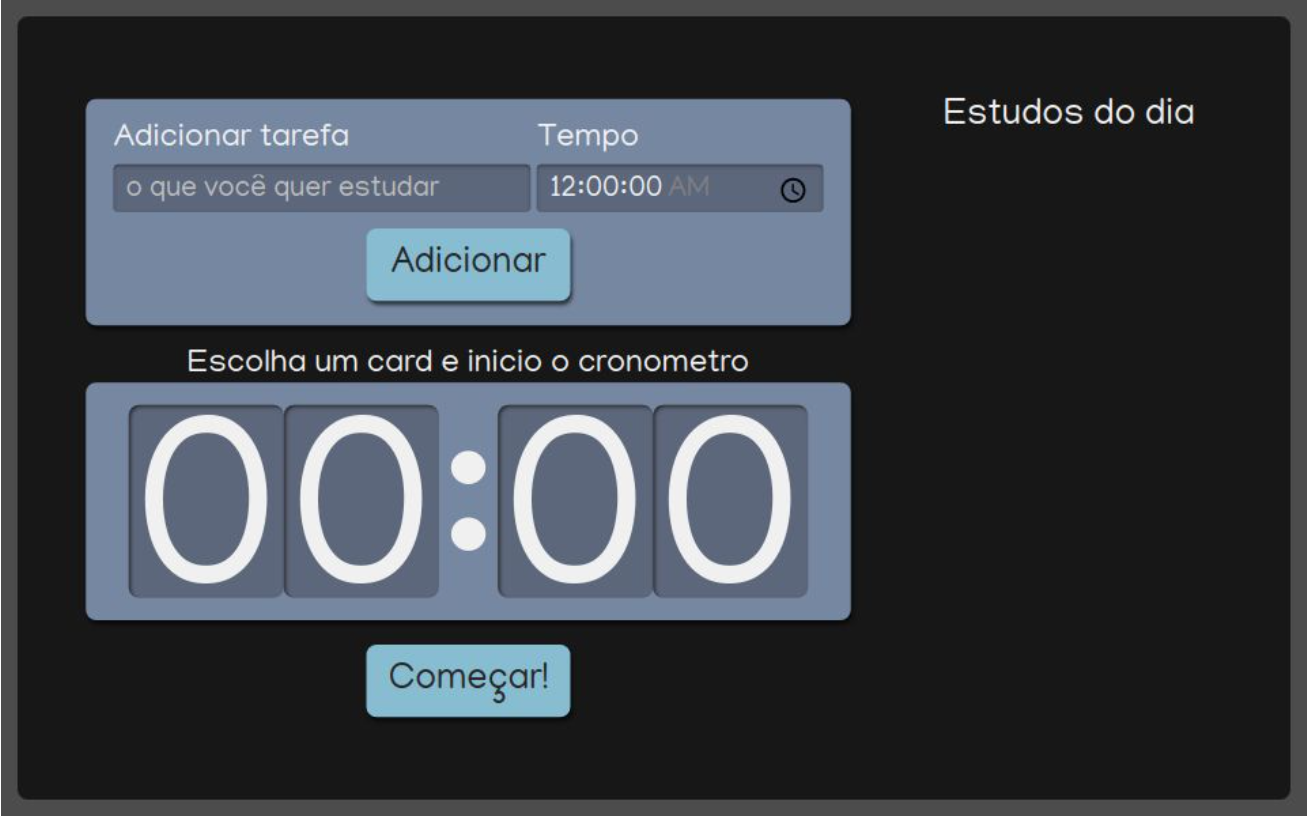 Adicionar tarefa
Tempo
o que você quer estudar
12:00:00 AM
Adicionar
Escolha um card e inicio o cronometro
00:00
Começar!
Estudos do dia